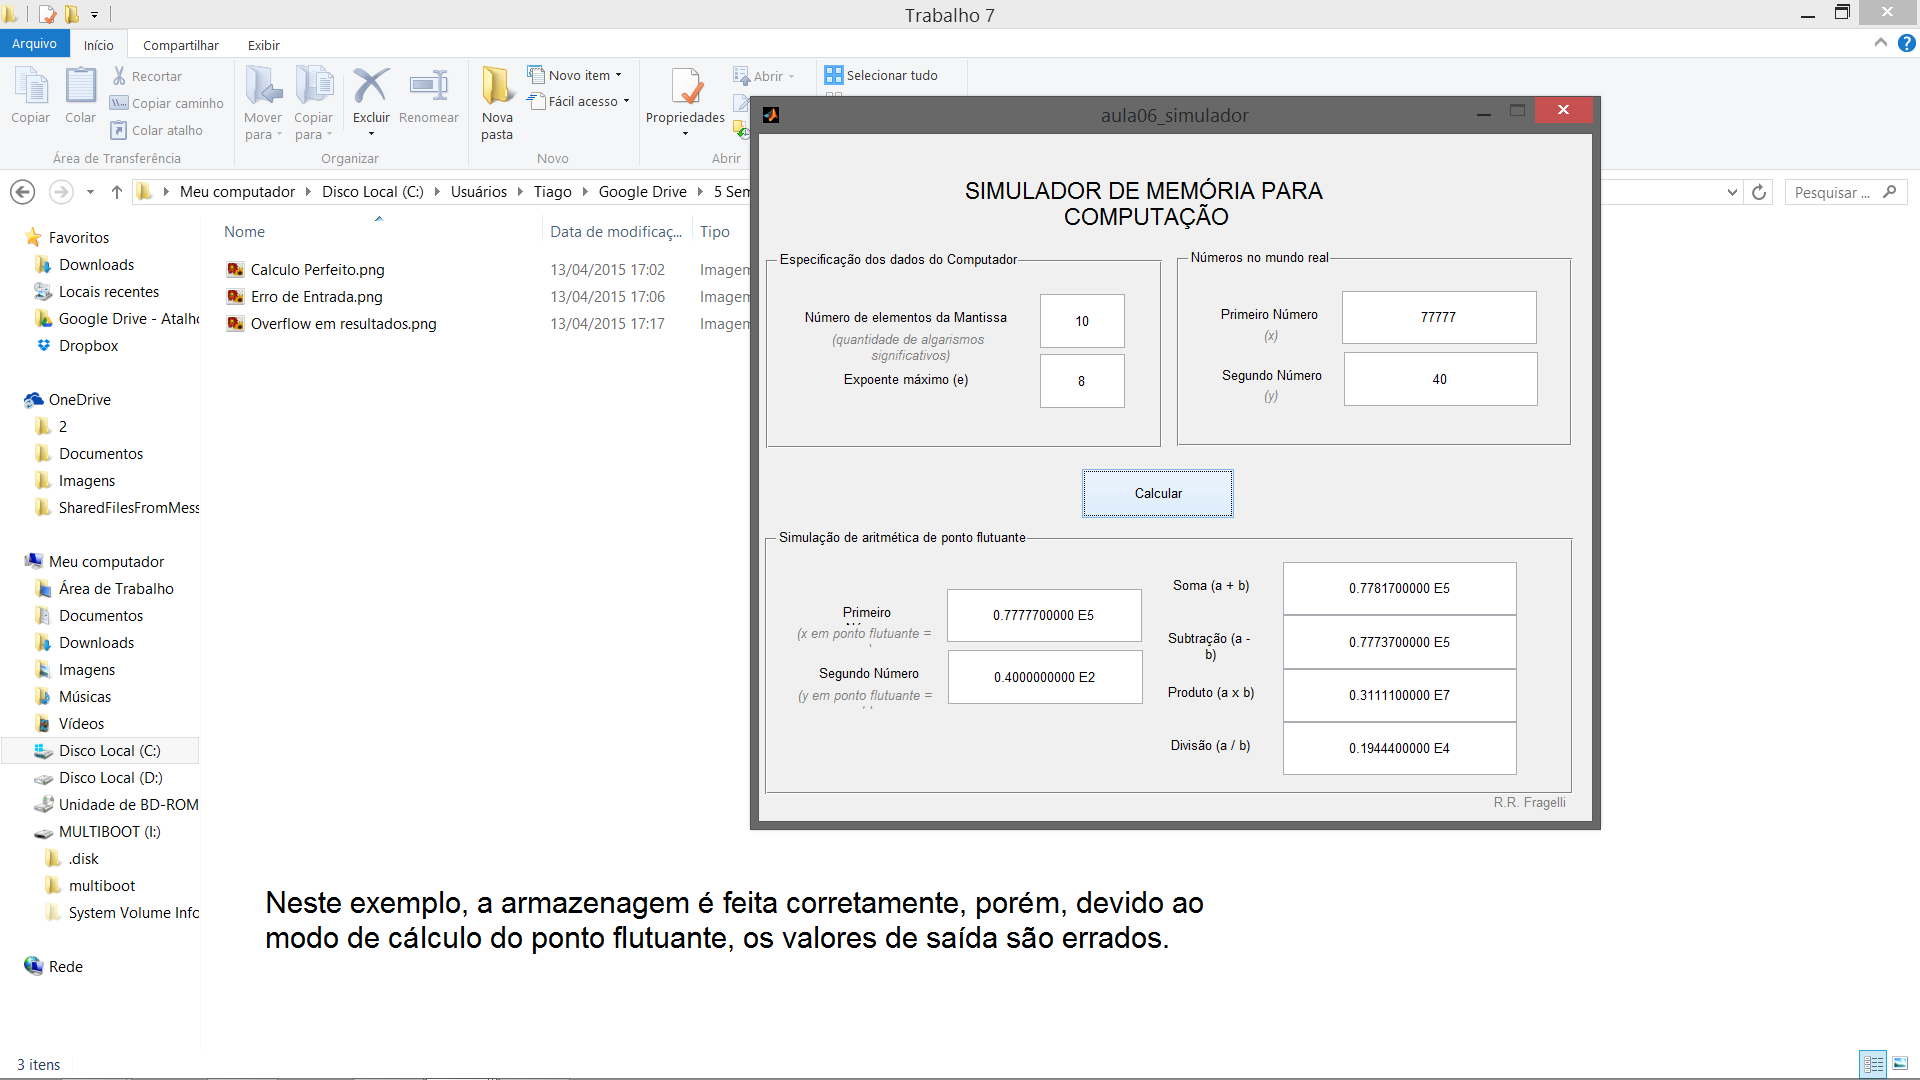 Trabalho 7
Arquivo
Início
Compartilhar
Exibir
Copiar
Colar
Recortar
Copiar caminho
Colar atalho
Área de Transferência
Mover para
Copiar para
Excluir
Renomear
Organizar
Nova pasta
Novo item
Fácil acesso
Novo
Propriedades
Abrir
Abrir
Selecionar tudo
Meu computador
Disco Local (C:)
Usuários
Tiago
Google Drive
5 Sem
Pesquisar ...
Favoritos
Downloads
Locais recentes
Google Drive - Atalho
Dropbox
OneDrive
2
Documentos
Imagens
SharedFilesFromMess
Meu computador
Área de Trabalho
Documentos
Downloads
Imagens
Músicas
Vídeos
Disco Local (C:)
Disco Local (D:)
Unidade de BD-ROM
MULTIBOOT (I:)
.disk
multiboot
System Volume Info
Rede
Nome
Data de modificaç...
Tipo
Calculo Perfeito.png
13/04/2015 17:02
Imagem
Erro de Entrada.png
13/04/2015 17:06
Imagem
Overflow em resultados.png
13/04/2015 17:17
Imagem
aula06_simulador
SIMULADOR DE MEMÓRIA PARA
COMPUTAÇÃO
Especificação dos dados do Computador
Número de elementos da Mantissa
(quantidade de algarismos
significativos)
10
Expoente máximo (e)
8
Números no mundo real
Primeiro Número
(x)
77777
Segundo Número
(y)
40
Calcular
Simulação de aritmética de ponto flutuante
Primeiro
(x em ponto flutuante =
0.7777700000 E5
Segundo Número
(y em ponto flutuante =
0.4000000000 E2
Soma (a + b)
0.7781700000 E5
Subtração (a -
b)
0.7773700000 E5
Produto (a x b)
0.3111100000 E7
Divisão (a / b)
0.1944400000 E4
R.R. Fragelli
Neste exemplo, a armazenagem é feita corretamente, porém, devido ao
modo de cálculo do ponto flutuante, os valores de saída são errados.
3 itens